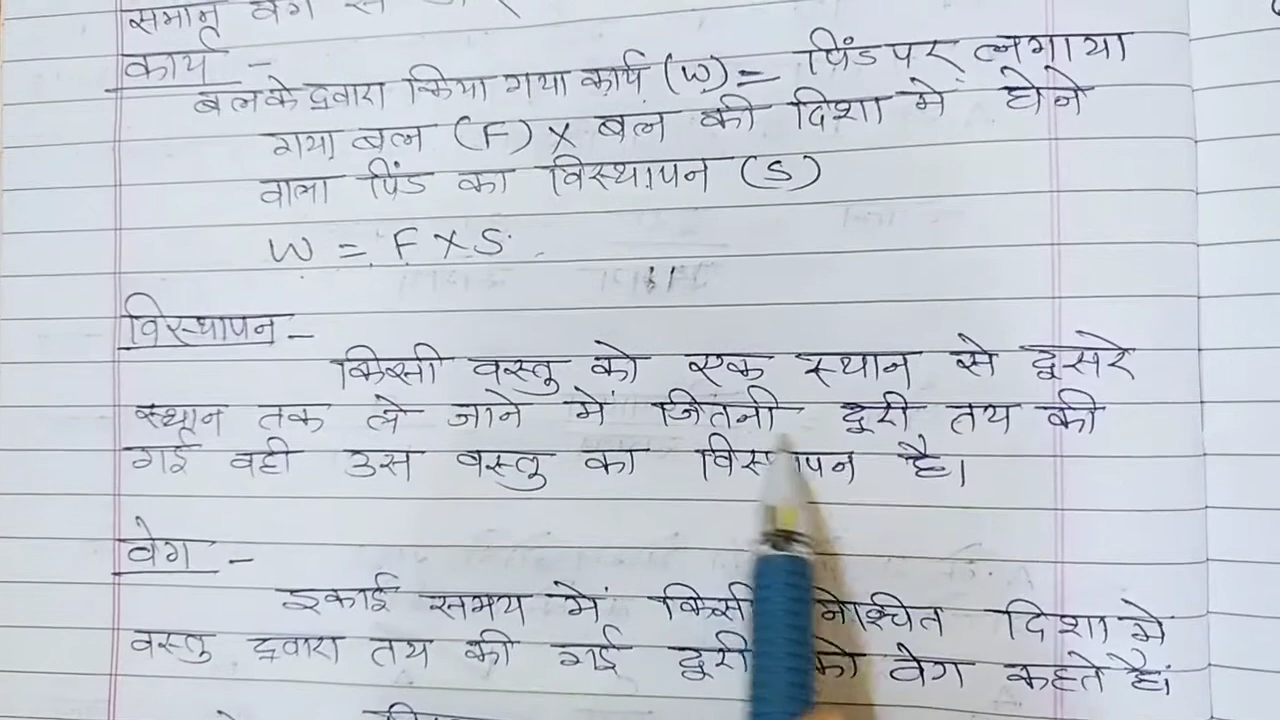 समान वेग से
कार्य -
बल के द्वारा किया गया कार्य (W) = पिंड पर लगाया
गया बल (F) × बल की दिशा में होने
वाला पिंड का विस्थापन (S)
W = F × S
विस्थापन -
किसी वस्तु को एक स्थान से दूसरे
स्थान तक ले जाने में जितनी दूरी तय की
गई वही उस वस्तु का विस्थापन है।
वेग -
इकाई समय में किसी निश्चित दिशा मे
वस्तु द्वारा तय की गई दूरी को वेग कहते है।